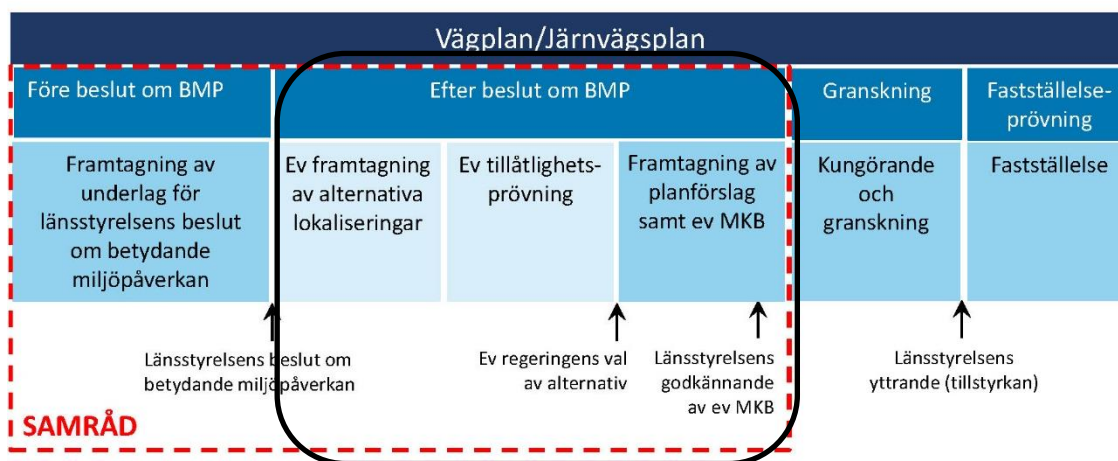 Vägplan/Järnvägsplan
Före beslut om BMP
Efter beslut om BMP
Granskning
Fastställelse-
prövning
Framtagning av
underlag för
länsstyrelsens beslut
om betydande
miljöpåverkan
Ev framtagning
av alternativa
lokaliseringar
Ev tillåtlighets-
prövning
Framtagning av
planförslag
samt ev MKB
Kungörande
och
granskning
Fastställelse
Länsstyrelsens beslut om
betydande miljöpåverkan
Ev regeringens val
av alternativ
Länsstyrelsens
godkännande
av ev MKB
Länsstyrelsens
yttrande (tillstyrkan)
SAMRÅD